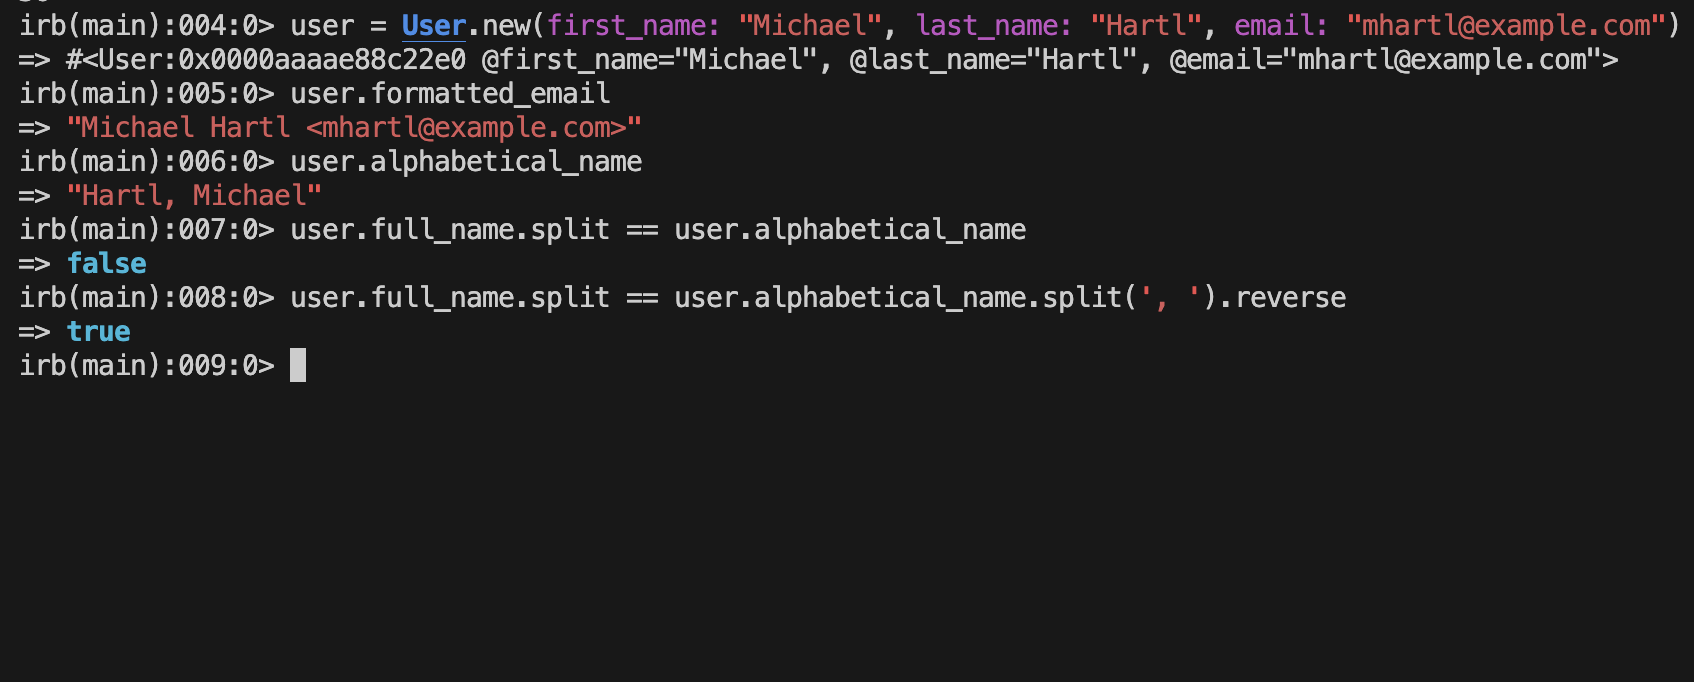 irb(main):004:0> user = User.new(first_name: "Michael", last_name: "Hartl", email: "mhartl@example.com")
=> #<User:0x0000aaaae88c22e0 @first_name="Michael", @last_name="Hartl", @email="mhartl@example.com">
irb(main):005:0> user.formatted_email
=> "Michael Hartl <mhartl@example.com>"
irb(main):006:0> user.alphabetical_name
=> "Hartl, Michael"
irb(main):007:0> user.full_name.split == user.alphabetical_name
=> false
irb(main):008:0> user.full_name.split == user.alphabetical_name.split(', ').reverse
=> true
irb(main):009:0>